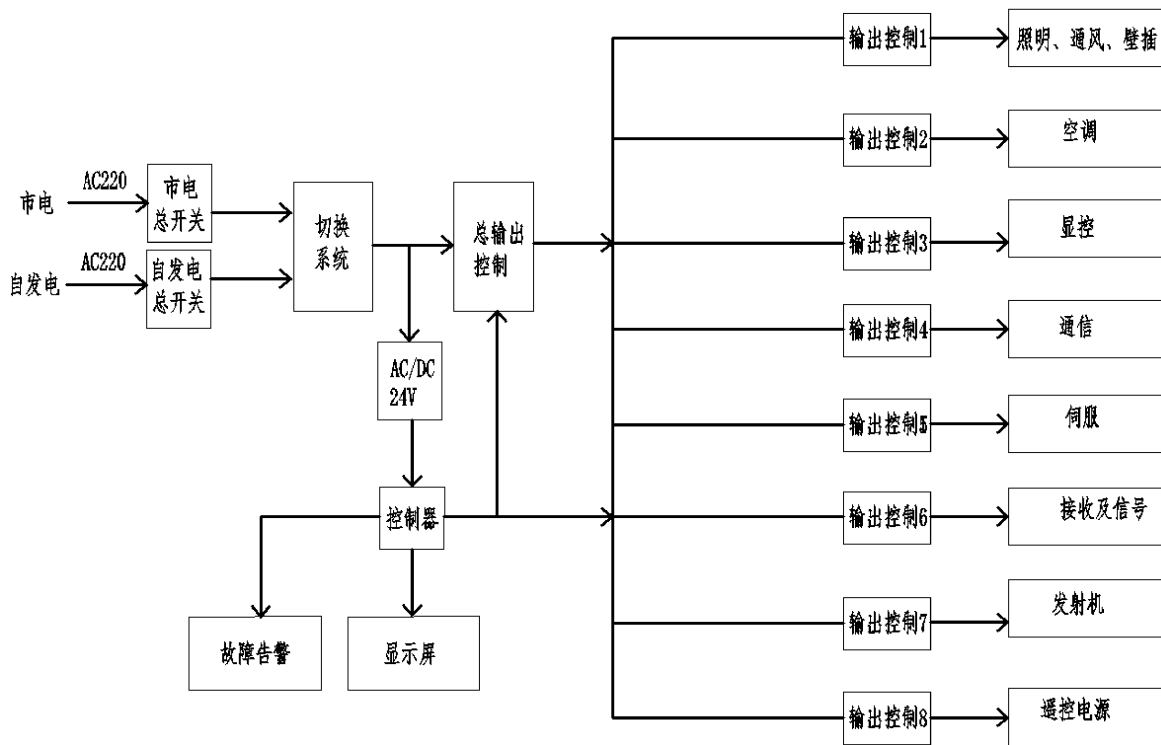 输出控制1
照明、通风、壁插
输出控制2
空调
市电
AC220
市电
总开关
自发电
AC220
自发电
总开关
切换
系统
总输出
控制
输出控制3
显控
输出控制4
通信
AC/DC
24V
输出控制5
伺服
控制器
输出控制6
接收及信号
故障告警
显示屏
输出控制7
发射机
输出控制8
遥控电源